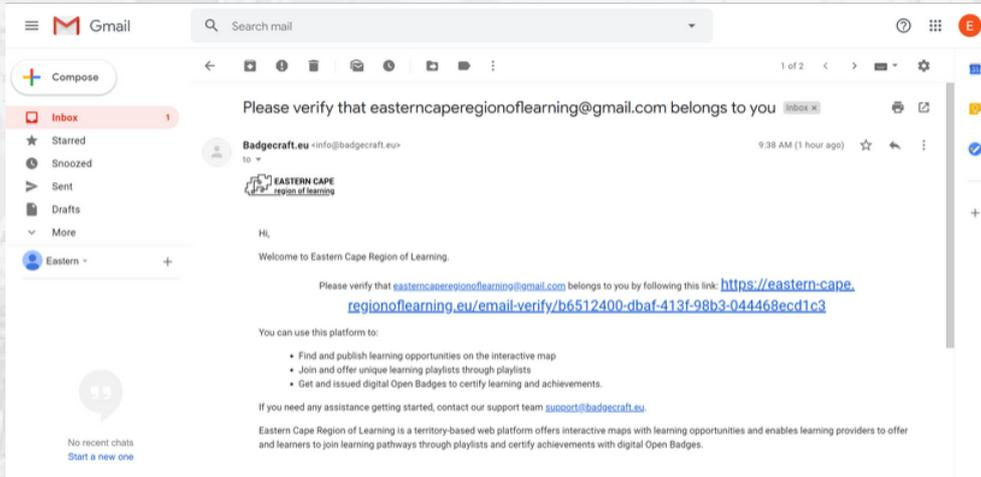 Gmail
Search mail
E
Compose
1 of 2
Inbox 1
Starred
Snoozed
Sent
Drafts
More
Eastern
Please verify that easterncaperegionoflearning@gmail.com belongs to you Inbox x
Badgecraft.eu <info@badgecraft.eu>
9:38 AM (1 hour ago)
to
EASTERN CAPE
region of learning
Hi,
Welcome to Eastern Cape Region of Learning.
Please verify that easterncaperegionoflearning@gmail.com belongs to you by following this link: https://eastern-cape.
regionoflearning.eu/email-verify/b6512400-dbaf-413f-98b3-044468ecd1c3
You can use this platform to:
• Find and publish learning opportunities on the interactive map
• Join and offer unique learning playlists through playlists
• Get and issued digital Open Badges to certify learning and achievements.
If you need any assistance getting started, contact our support team support@badgecraft.eu.
Eastern Cape Region of Learning is a territory-based web platform offers interactive maps with learning opportunities and enables learning providers to offer
and learners to join learning pathways through playlists and certify achievements with digital Open Badges.
No recent chats
Start a new one